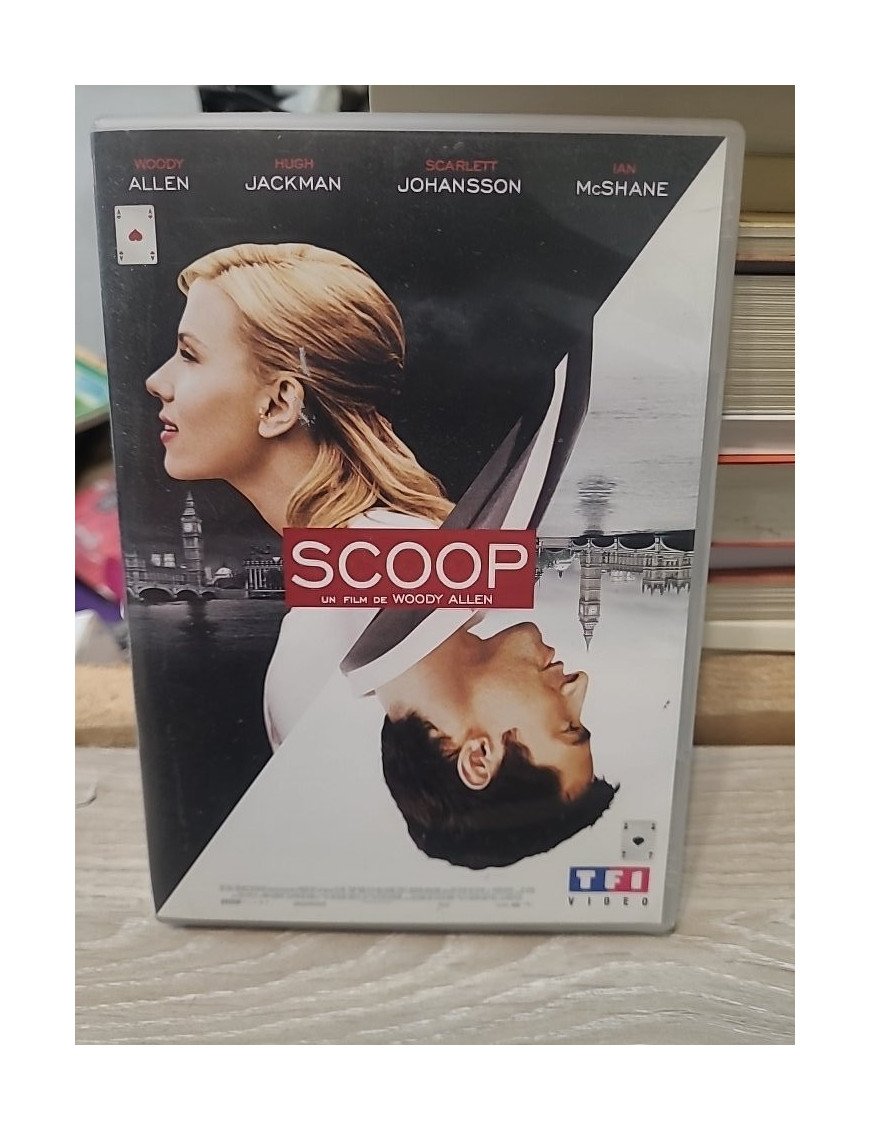 WOODY HUGH SCARLETT IAN
ALLEN JACKMAN JOHANSSON McSHANE
SCOOP
UN FILM DE WOODY ALLEN
TF1
VIDEO